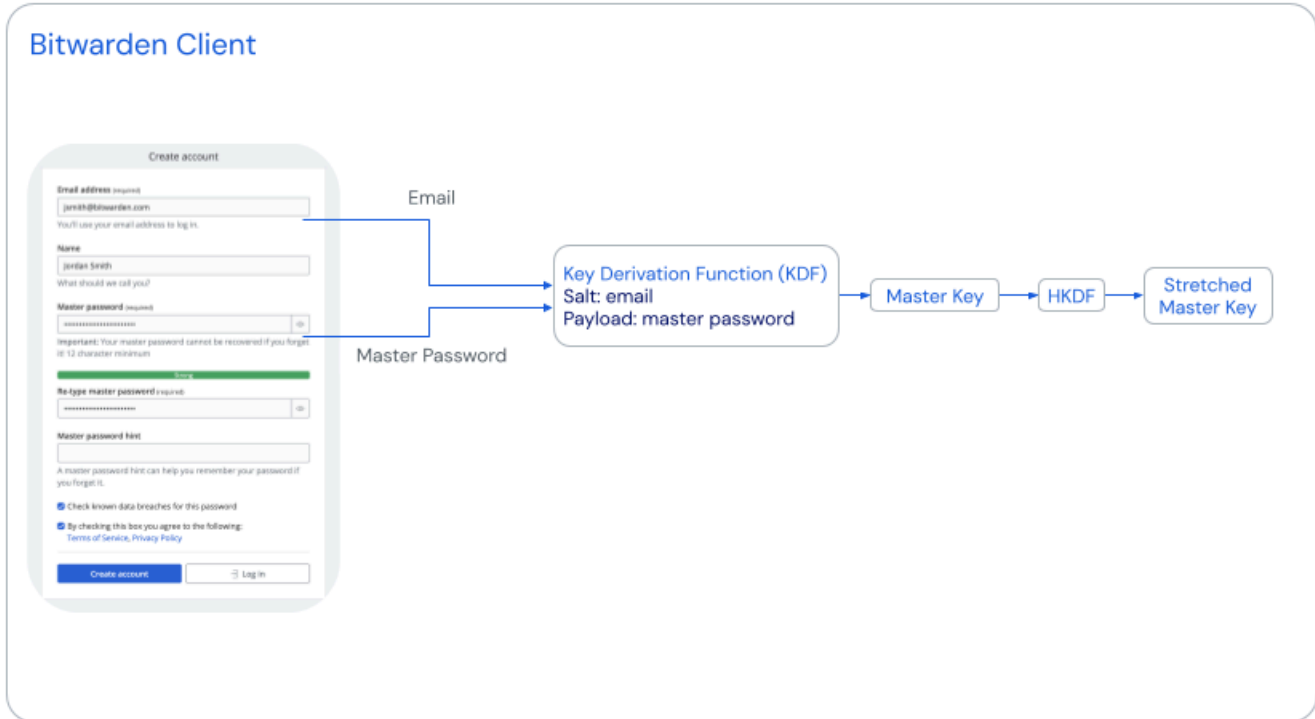 Bitwarden Client
Create account
Email address (required)
jsmith@bitwarden.com
You'll use your email address to log in.
Name
Jordan Smith
What should we call you?
Master password (required)
Important: Your master password cannot be recovered if you forget
it! 12 character minimum
Strong
Re-type master password (required)
Master password hint
A master password hint can help you remember your password if
you forget it.
Check known data breaches for this password
By checking this box you agree to the following:
Terms of Service, Privacy Policy
Create account
Log in
Email
Master Password
Key Derivation Function (KDF)
Salt: email
Payload: master password
Master Key
HKDF
Stretched
Master Key